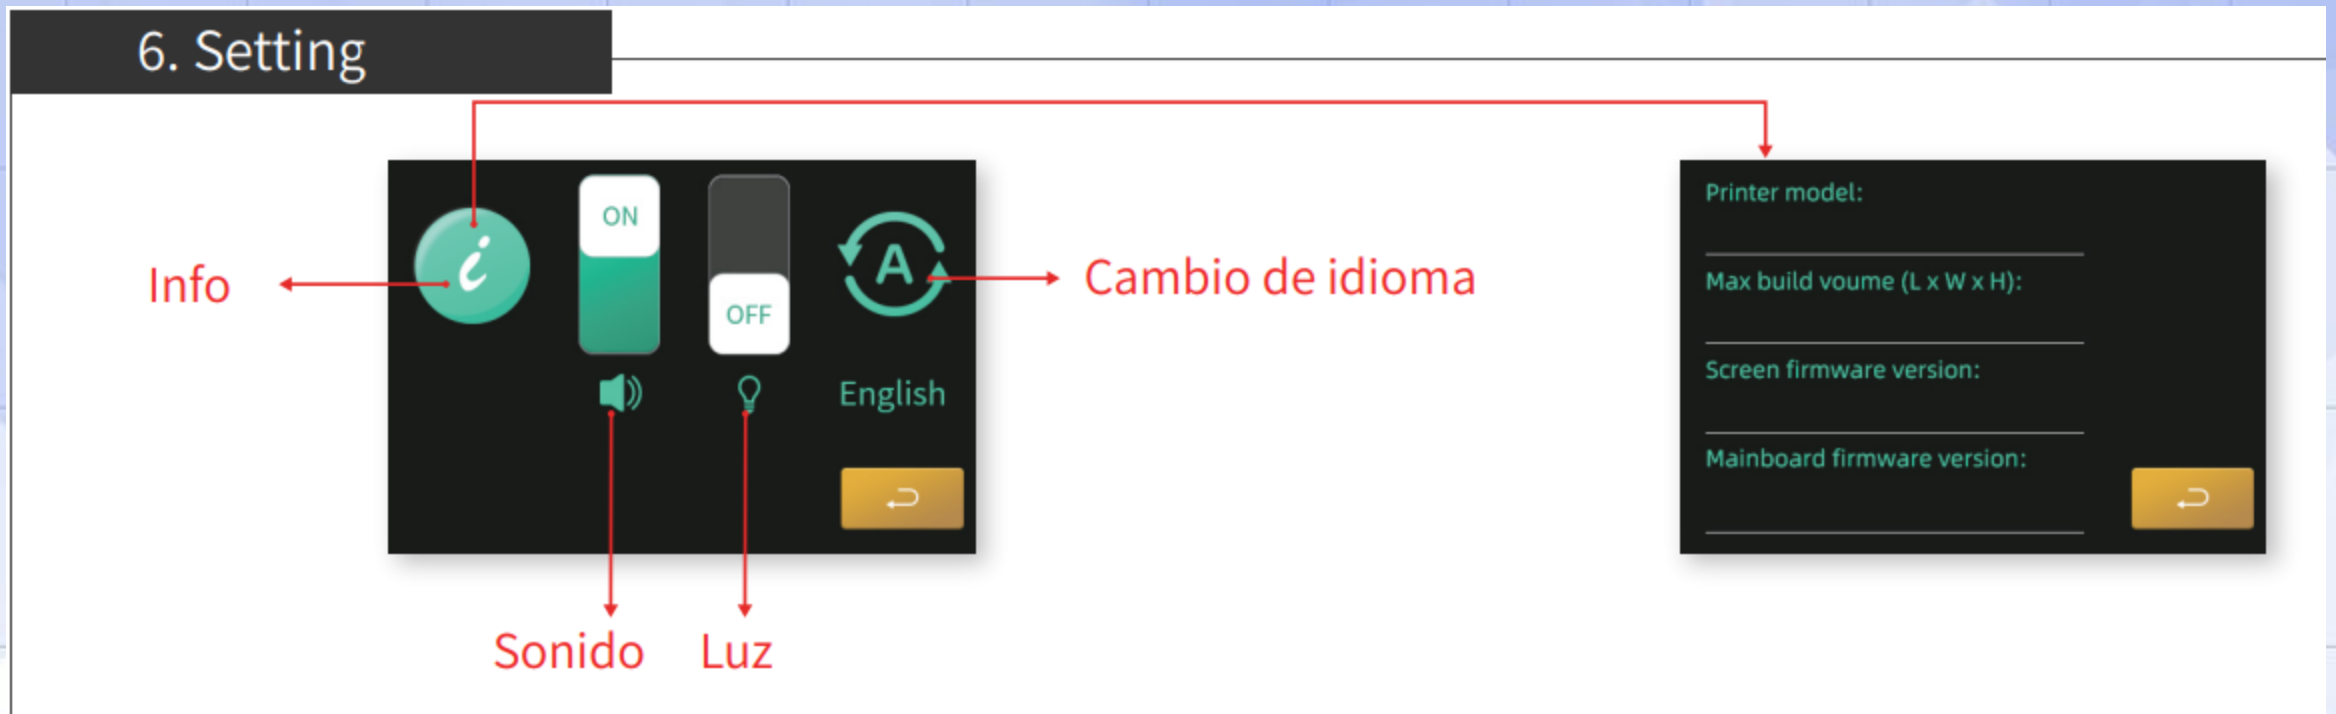 6. Setting
Info
i
ON
OFF
A
English
Cambio de idioma
Sonido
Luz
Printer model:
Max build voume (L x W x H):
Screen firmware version:
Mainboard firmware version: